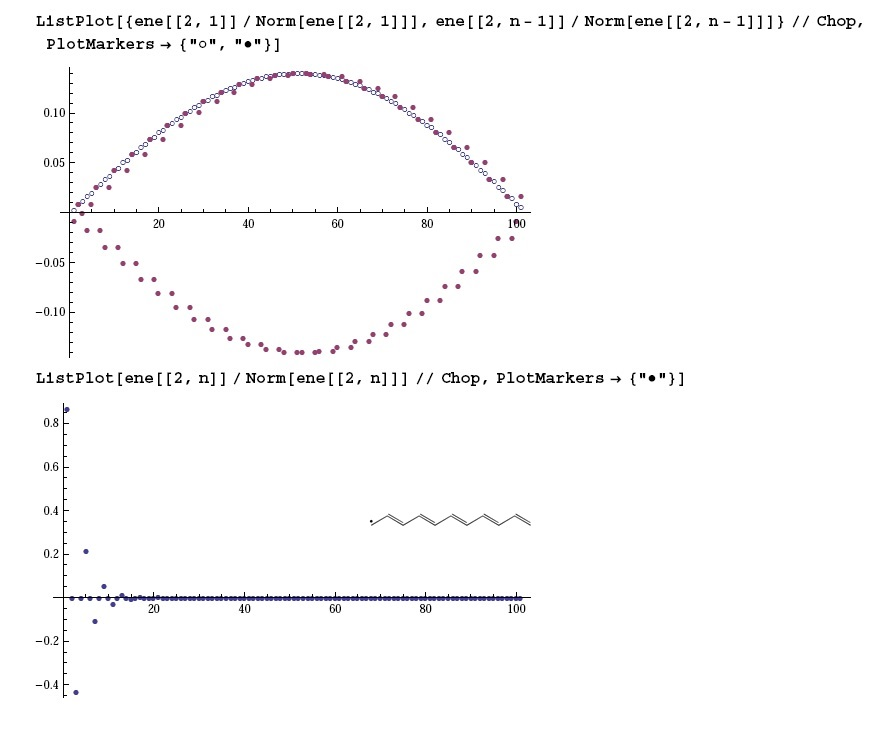 ListPlot[{ene[[2, 1]] / Norm[ene[[2, 1]]], ene[[2, n - 1]] / Norm[ene[[2, n - 1]]]} // Chop,
PlotMarkers → {"○", "●"}]
0.10
0.05
20 40 60 80 100
-0.05
-0.10
ListPlot[ene[[2, n]] / Norm[ene[[2, n]]] // Chop, PlotMarkers → {"●"}]
0.8
0.6
0.4
0.2
20 40 60 80 100
-0.2
-0.4